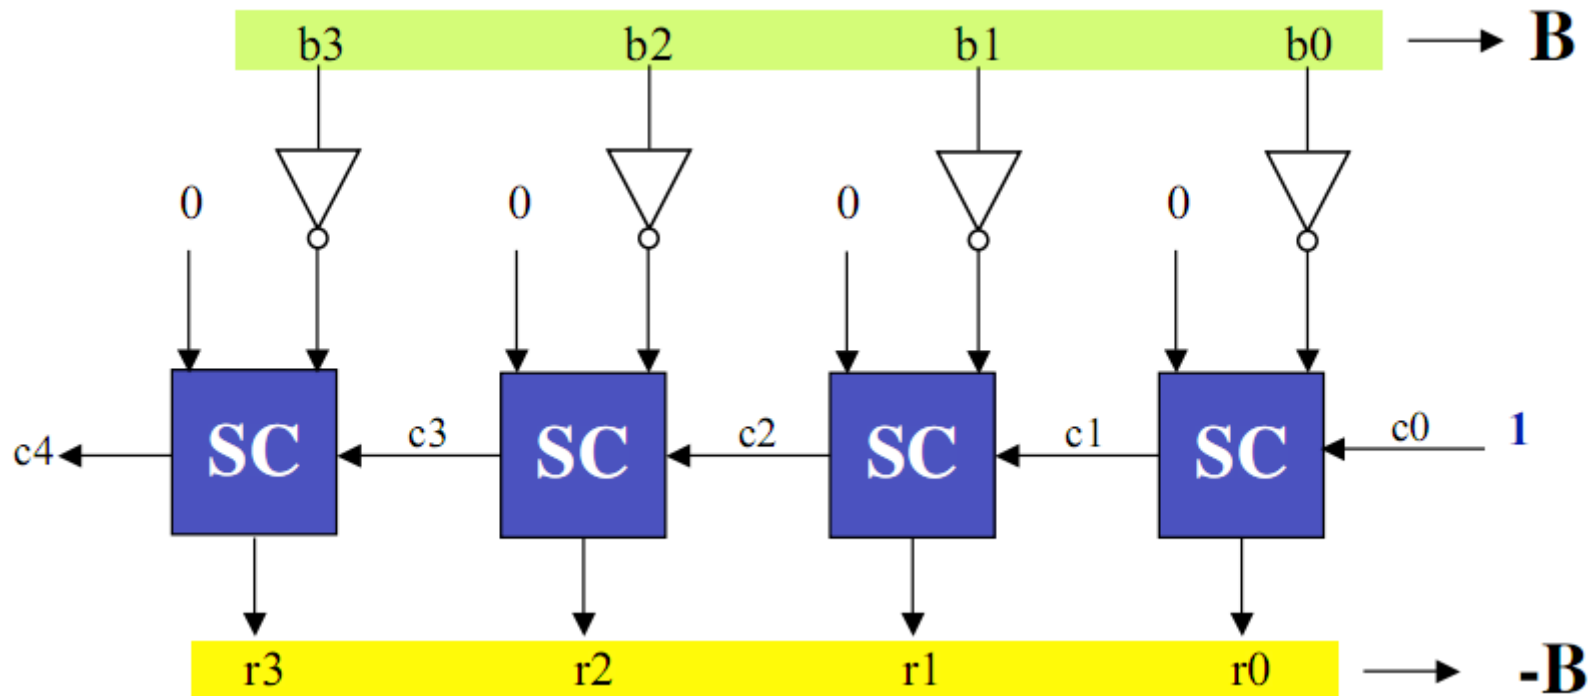 b3 b2 b1 b0 B
0 0 0 0
SC SC SC SC
c4 c3 c2 c1 c0 1
r3 r2 r1 r0 -B